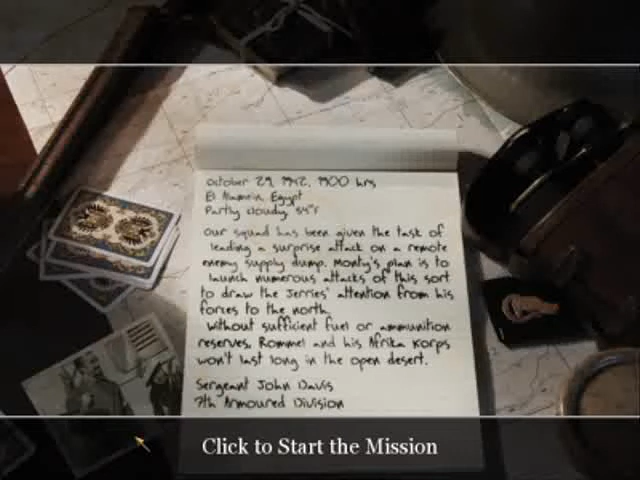 October 29, 1942, 1900 hrs
El Alamein, Egypt
Partly cloudy, 54°F
Our squad has been given the task of
leading a surprise attack on a remote
enemy supply dump. Monty's plan is to
launch numerous attacks of this sort
to draw the Jerries' attention from his
forces to the north.
Without sufficient fuel or ammunition
reserves, Rommel and his Afrika Korps
won't last long in the open desert.
Sergeant John Davis
7th Armoured Division
Click to Start the Mission